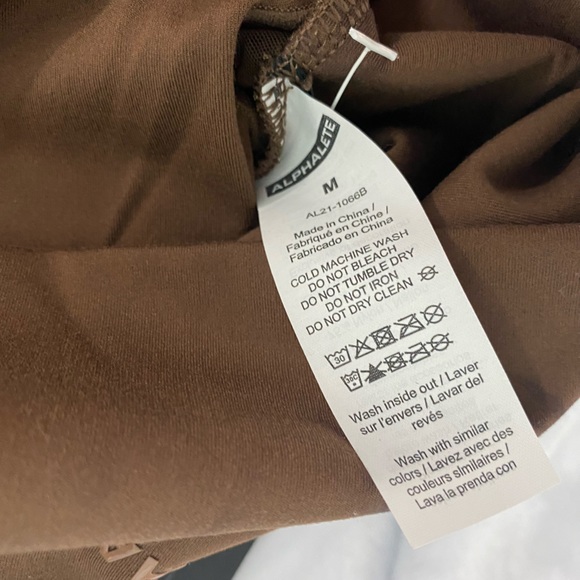 ALPHALETE
M
AL21-1066B
Made in China /
Fabriqué en Chine /
Fabricado en China
COLD MACHINE WASH
DO NOT BLEACH
DO NOT TUMBLE DRY
DO NOT IRON
DO NOT DRY CLEAN
30
30C
Wash inside out / Laver
sur l'envers / Lavar del
revés
Wash with similar
colors / Lavez avec des
couleurs similaires /
Lava la prenda con